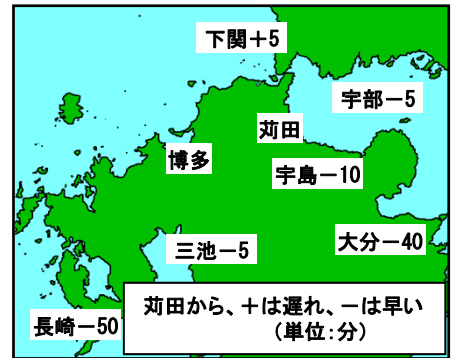 下関+5
宇部-5
苅田
博多
宇島-10
三池-5
大分-40
長崎-50
苅田から、+は遅れ、-は早い
(単位:分)